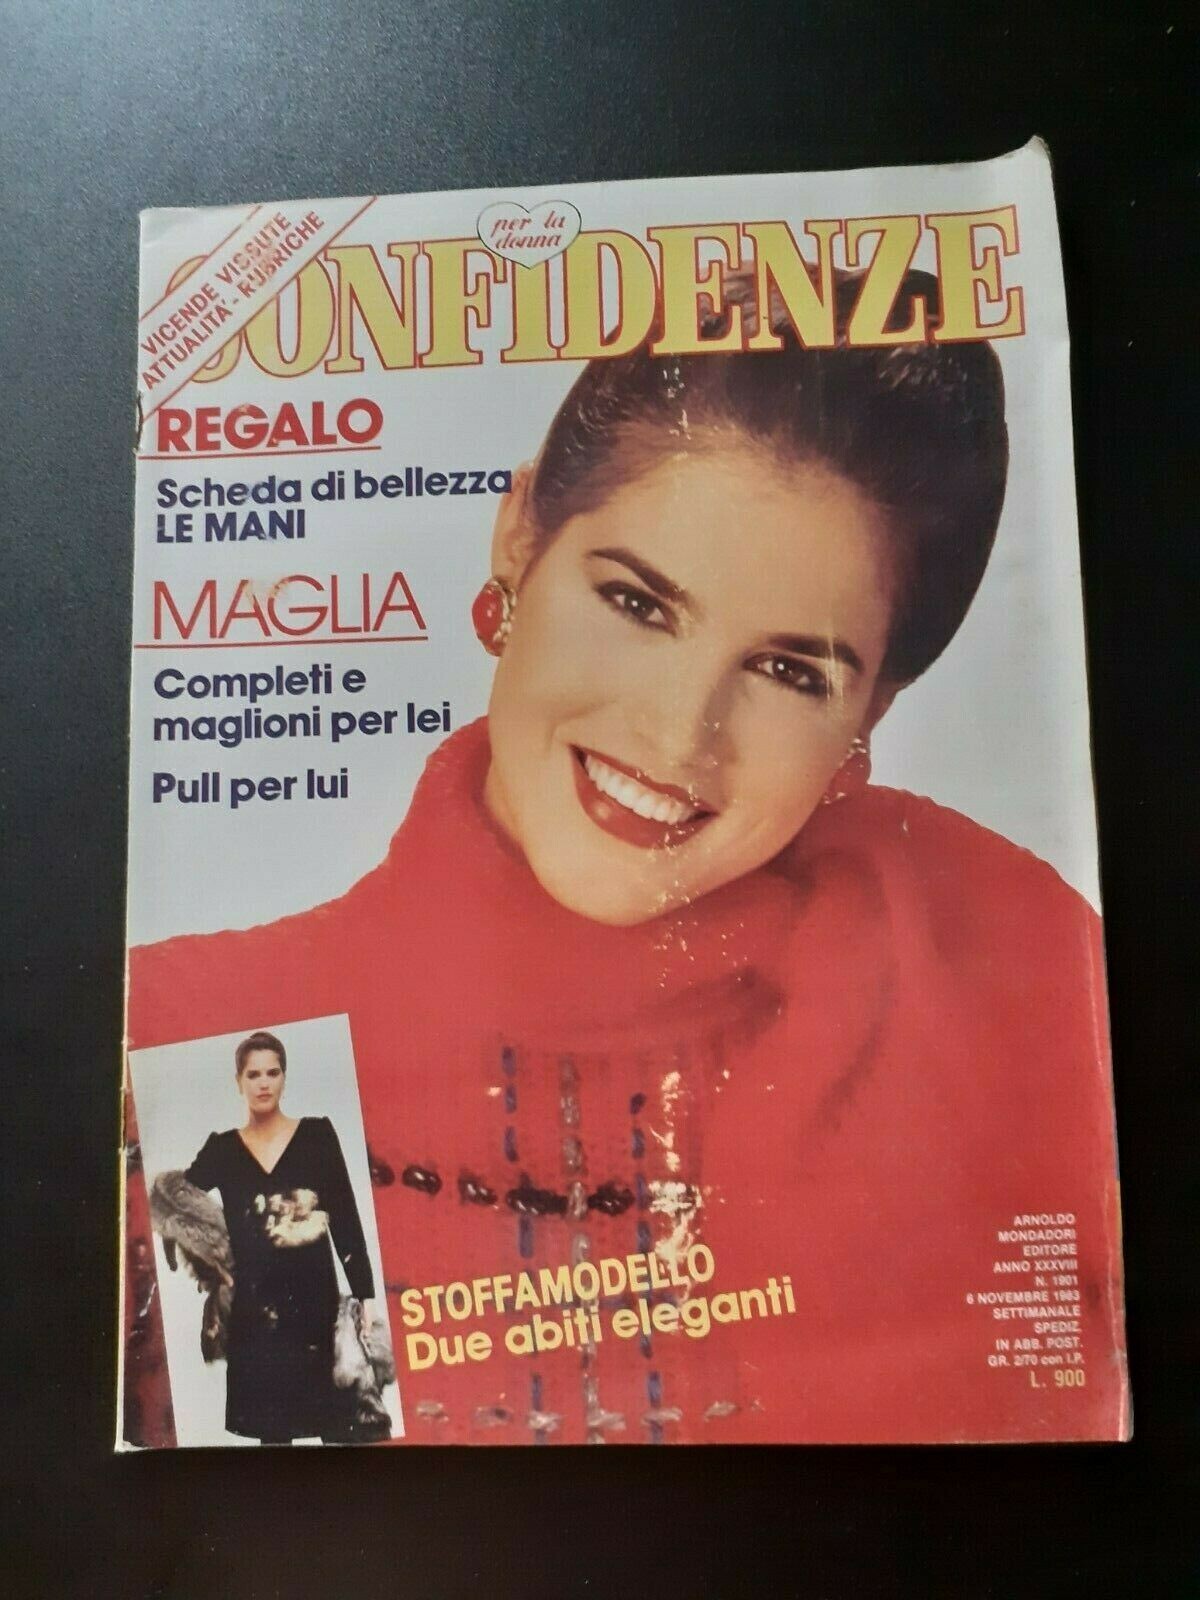 VICENDE VISSUTE
ATTUALITA' - RUBRICHE
per la
donna
CONFIDENZE
REGALO
Scheda di bellezza
LE MANI
MAGLIA
Completi e
maglioni per lei
Pull per lui
STOFFAMODELLO
Due abiti eleganti
ARNOLDO
MONDADORI
EDITORE
ANNO XXXVIII
N. 1901
6 NOVEMBRE 1983
SETTIMANALE
SPEDIZ.
IN ABB. POST.
GR. 2/70 con I.P.
L. 900